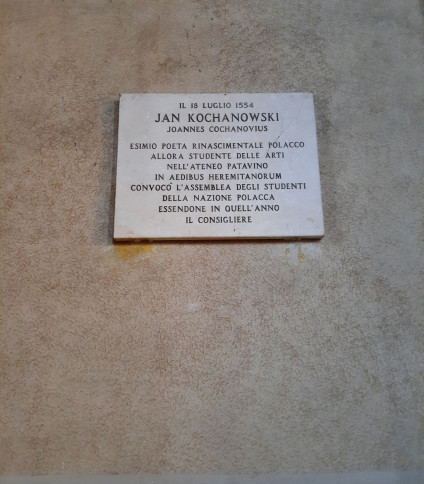 IL 18 LUGLIO 1554
JAN KOCHANOWSKI
JOANNES COCHANOVIUS
ESIMIO POETA RINASCIMENTALE POLACCO
ALLORA STUDENTE DELLE ARTI
NELL'ATENEO PATAVINO
IN AEDIBUS HEREMITANORUM
CONVOCÒ L'ASSEMBLEA DEGLI STUDENTI
DELLA NAZIONE POLACCA
ESSENDONE IN QUELL'ANNO
IL CONSIGLIERE